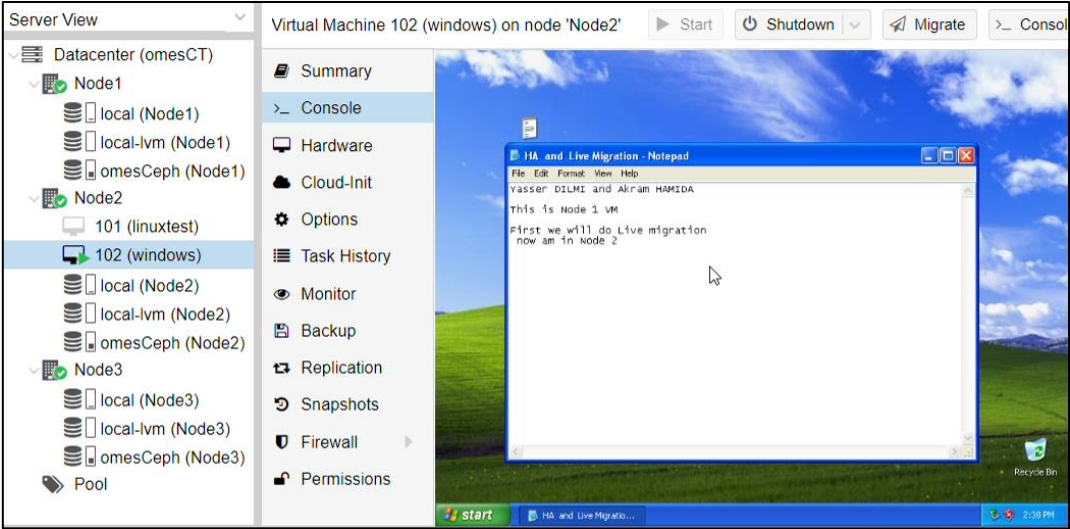 Server View
Datacenter (omesCT)
Node1
local (Node1)
local-lvm (Node1)
omesCeph (Node1)
Node2
101 (linuxtest)
102 (windows)
local (Node2)
local-lvm (Node2)
omesCeph (Node2)
Node3
local (Node3)
local-lvm (Node3)
omesCeph (Node3)
Pool
Virtual Machine 102 (windows) on node 'Node2'
Start
Shutdown
Migrate
>_ Consol
Summary
>_ Console
Hardware
Cloud-Init
Options
Task History
Monitor
Backup
Replication
Snapshots
Firewall
Permissions
HA and Live Migration - Notepad
File Edit Format View Help
Yasser DILMI and Akram HAMIDA
This is Node 1 VM
First we will do Live migration
now am in Node 2
Recycle Bin
start
HA and Live Migratio...
2:38 PM